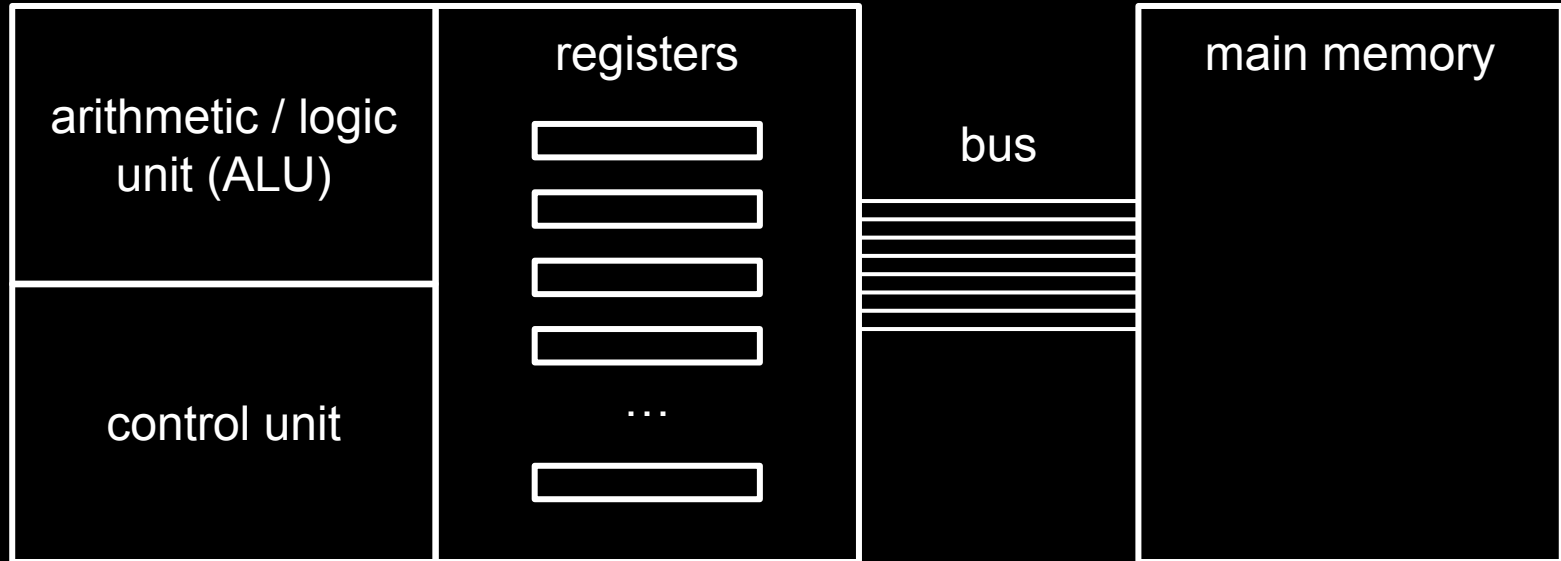 arithmetic / logic
unit (ALU)
control unit
registers
…
bus
main memory